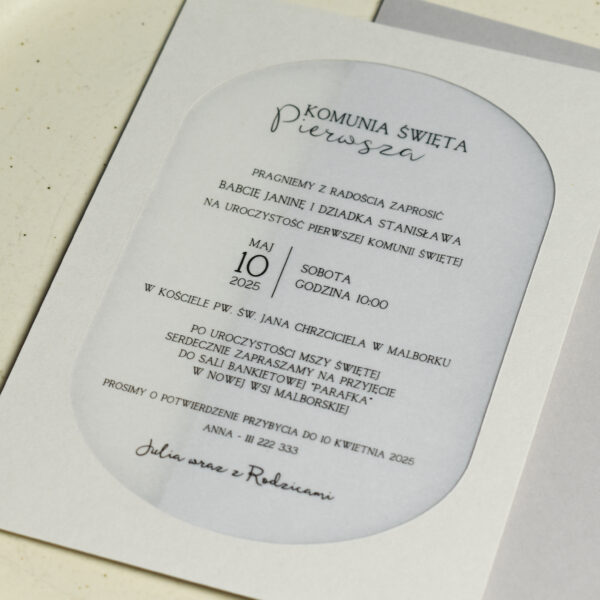 KOMUNIA ŚWIĘTA
Pierwsza
PRAGNIEMY Z RADOŚCIĄ ZAPROSIĆ
BABCIĘ JANINĘ I DZIADKA STANISŁAWA
NA UROCZYSTOŚĆ PIERWSZEJ KOMUNII ŚWIĘTEJ
MAJ
10
2025
SOBOTA
GODZINA 10:00
W KOŚCIELE PW. ŚW. JANA CHRZCICIELA W MALBORKU
PO UROCZYSTOŚCI MSZY ŚWIĘTEJ
SERDECZNIE ZAPRASZAMY NA PRZYJĘCIE
DO SALI BANKIETOWEJ "PARAFKA"
W NOWEJ WSI MALBORSKIEJ
PROSIMY O POTWIERDZENIE PRZYBYCIA DO 10 KWIETNIA 2025
ANNA - 111 222 333
Julia wraz z Rodzicami